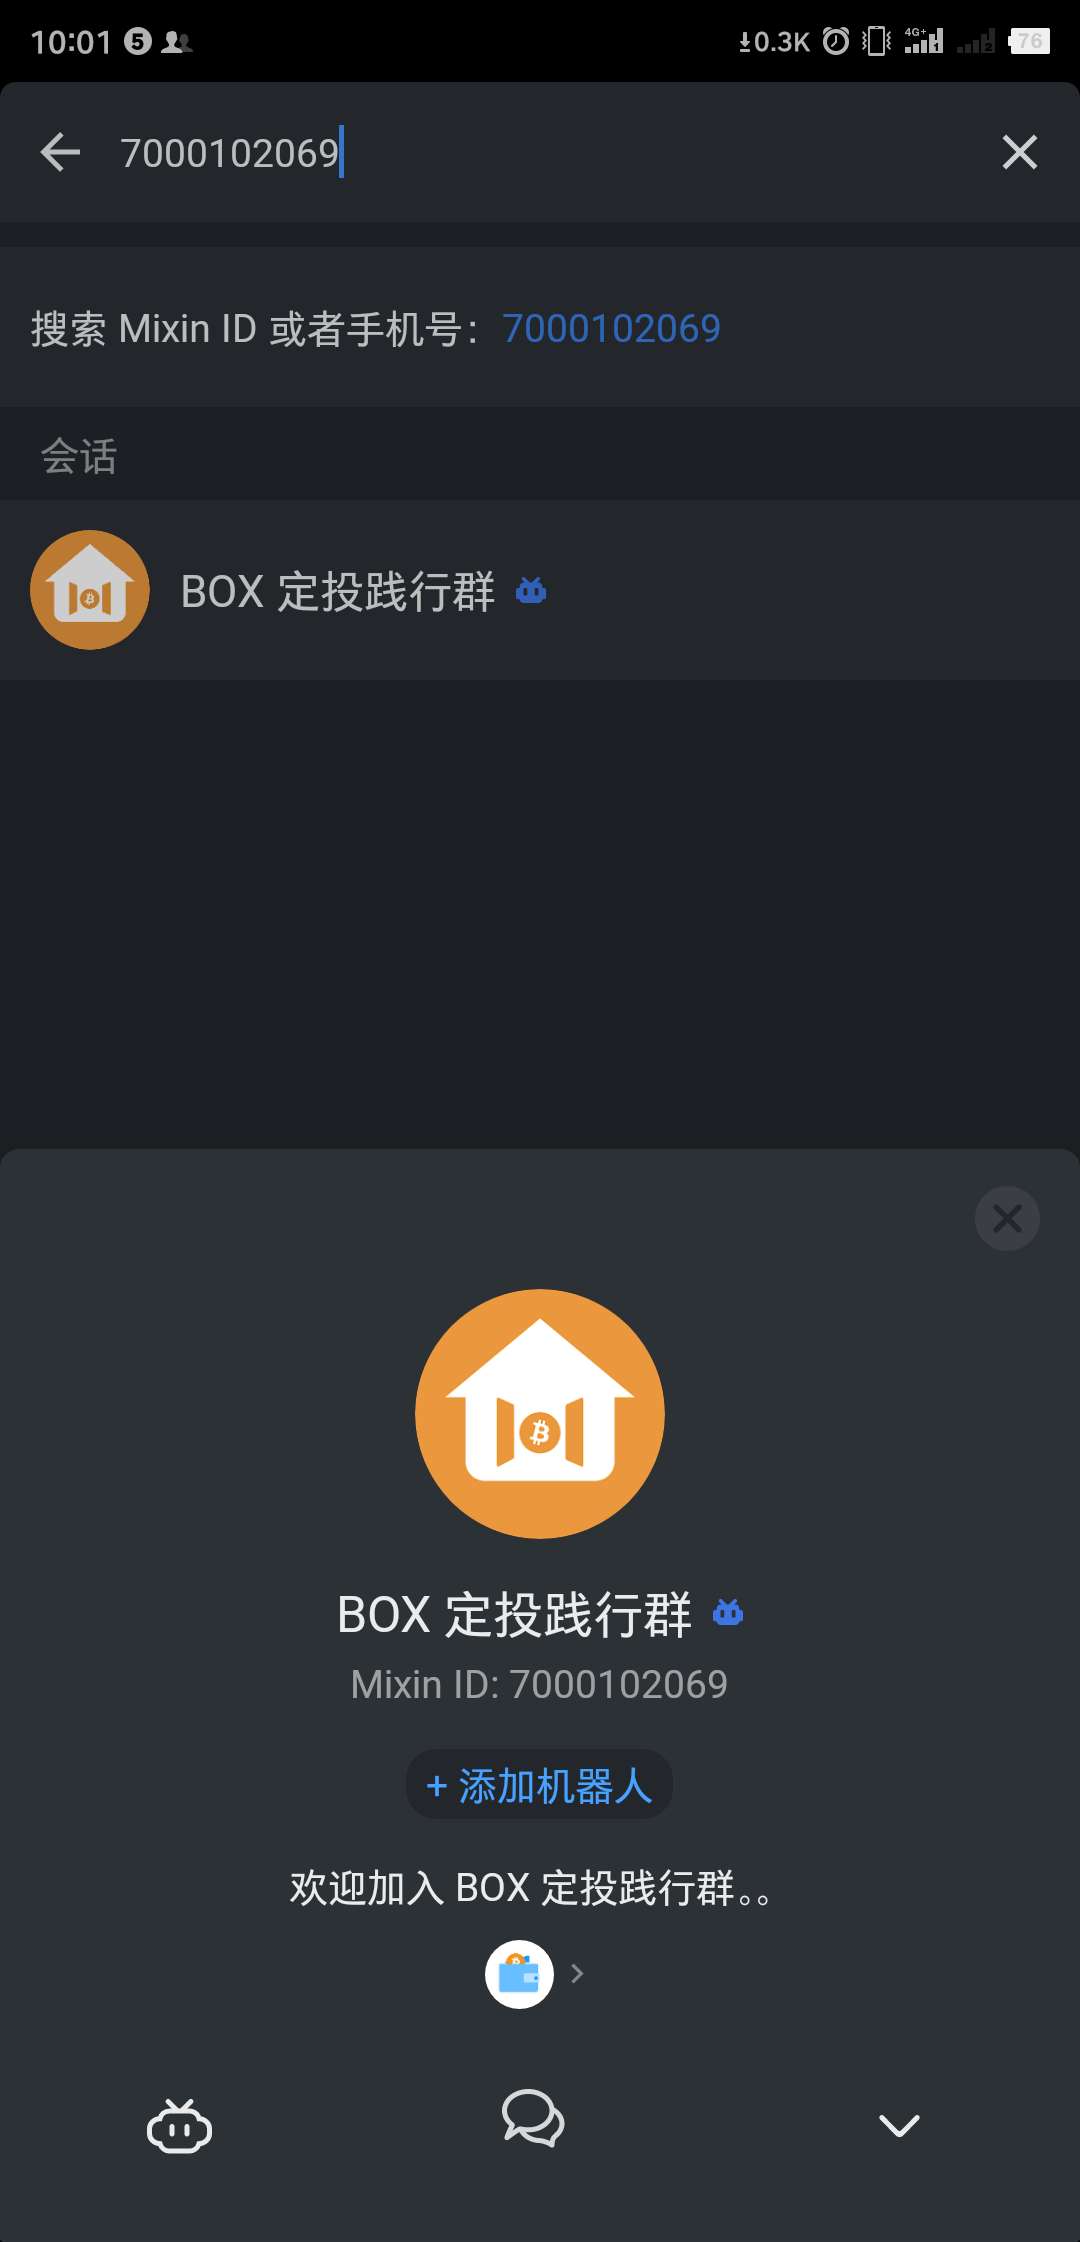 10:01 5 0.3K 4G+ 1 2 76
7000102069
搜索 Mixin ID 或者手机号：7000102069
会话
BOX 定投践行群
BOX 定投践行群
Mixin ID: 7000102069
+ 添加机器人
欢迎加入 BOX 定投践行群。。